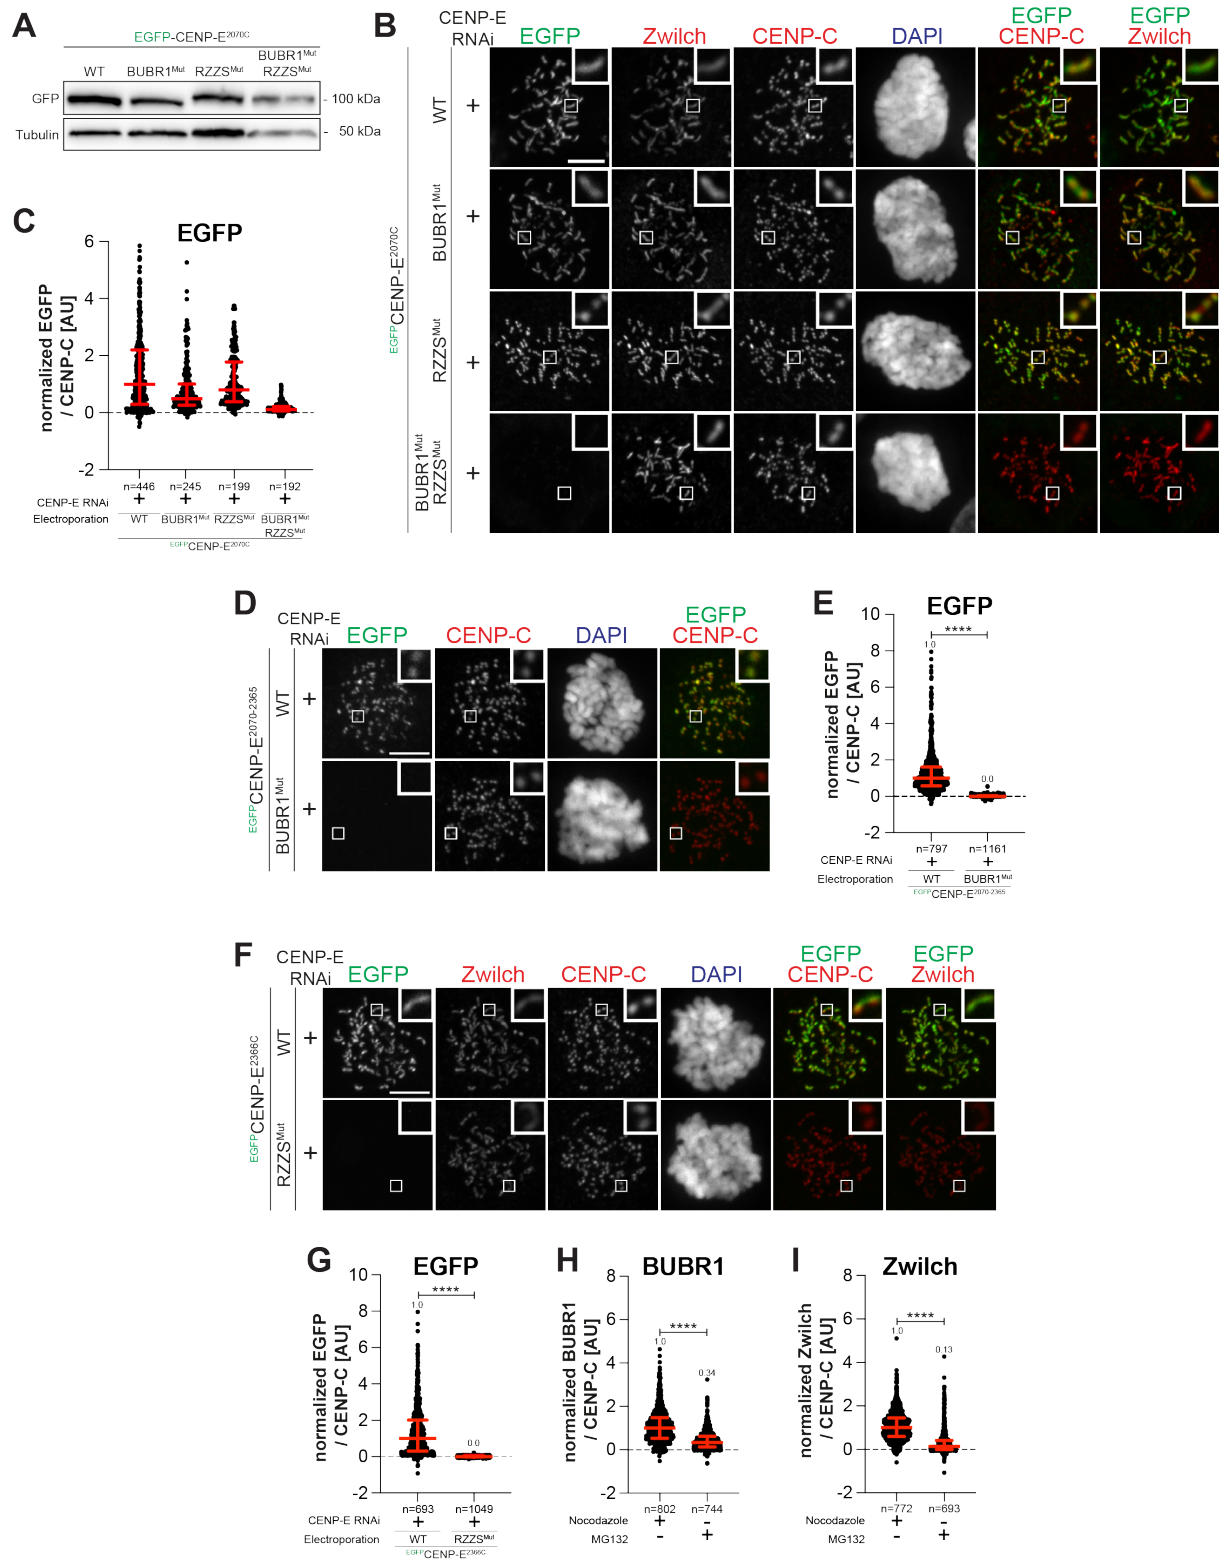 A
EGFP-CENP-E2070C
WT BUBR1Mut RZZSMut BUBR1Mut RZZSMut
GFP - 100 kDa
Tubulin - 50 kDa
B
CENP-E RNAi EGFP Zwilch CENP-C DAPI EGFP CENP-C EGFP Zwilch
EGFPCENP-E2070C
WT +
BUBR1Mut +
RZZSMut +
BUBR1Mut RZZSMut +
C
EGFP
normalized EGFP / CENP-C [AU]
6
4
2
0
-2
n=446 n=245 n=199 n=192
CENP-E RNAi + + + +
Electroporation WT BUBR1Mut RZZSMut BUBR1Mut RZZSMut
EGFPCENP-E2070C
D
CENP-E RNAi EGFP CENP-C DAPI EGFP CENP-C
EGFPCENP-E2070-2365
WT +
BUBR1Mut +
E
EGFP
normalized EGFP / CENP-C [AU]
10
8
6
4
2
0
-2
****
1.0 0.0
n=797 n=1161
CENP-E RNAi + +
Electroporation WT BUBR1Mut
EGFPCENP-E2070-2365
F
CENP-E RNAi EGFP Zwilch CENP-C DAPI EGFP CENP-C EGFP Zwilch
EGFPCENP-E2366C
WT +
RZZSMut +
G
EGFP
normalized EGFP / CENP-C [AU]
10
8
6
4
2
0
-2
****
1.0 0.0
n=693 n=1049
CENP-E RNAi + +
Electroporation WT RZZSMut
EGFPCENP-E2366C
H
BUBR1
normalized BUBR1 / CENP-C [AU]
8
6
4
2
0
-2
****
1.0 0.34
n=802 n=744
Nocodazole + -
MG132 - +
I
Zwilch
normalized Zwilch / CENP-C [AU]
8
6
4
2
0
-2
****
1.0 0.13
n=772 n=693
Nocodazole + -
MG132 - +